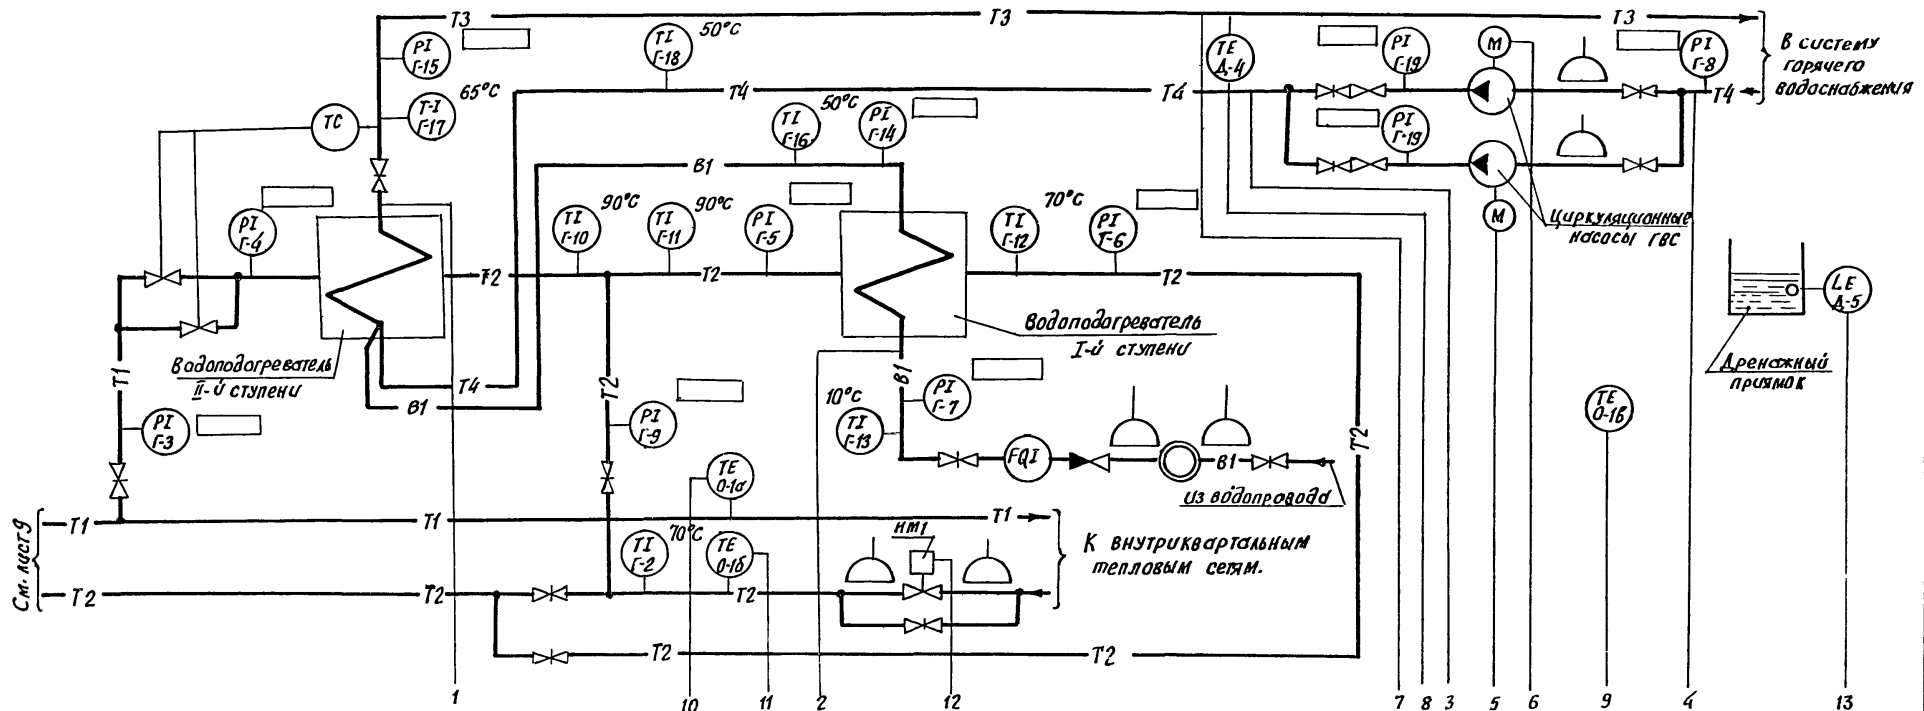 Т3
Т3
Т3
PI
Г-15
TI
Г-18
50°С
TE
Д-4
PI
Г-19
M
PI
Г-8
В систему
горячего
водоснабжения
TC
T-I
Г-17
65°С
Т4
Т4
Т4
50°С
TI
Г-16
PI
Г-14
PI
Г-19
В1
PI
Г-4
TI
Г-10
90°С
TI
Г-11
90°С
PI
Г-5
TI
Г-12
70°С
PI
Т-6
M
Циркуляционные
насосы ГВС
Т2
Т2
Т2
LE
Д-5
Водоподогреватель
II-й ступени
Водоподогреватель
I-й ступени
Дренажный
приямок
Т1
Т4
В1
Т2
В1
PI
Г-7
PI
Г-3
PI
Г-9
10°С
TI
Г-13
TE
О-1в
FQI
В1
Т2
из водопровода
TE
О-1а
См. лист 9
Т1
Т1
Т1
TI
Г-2
70°С
TE
О-1б
ИМ1
К внутриквартальным
тепловым сетям.
Т2
Т2
Т2
Т2
Т2
1
10
11
2
12
7
8
3
5
6
9
4
13